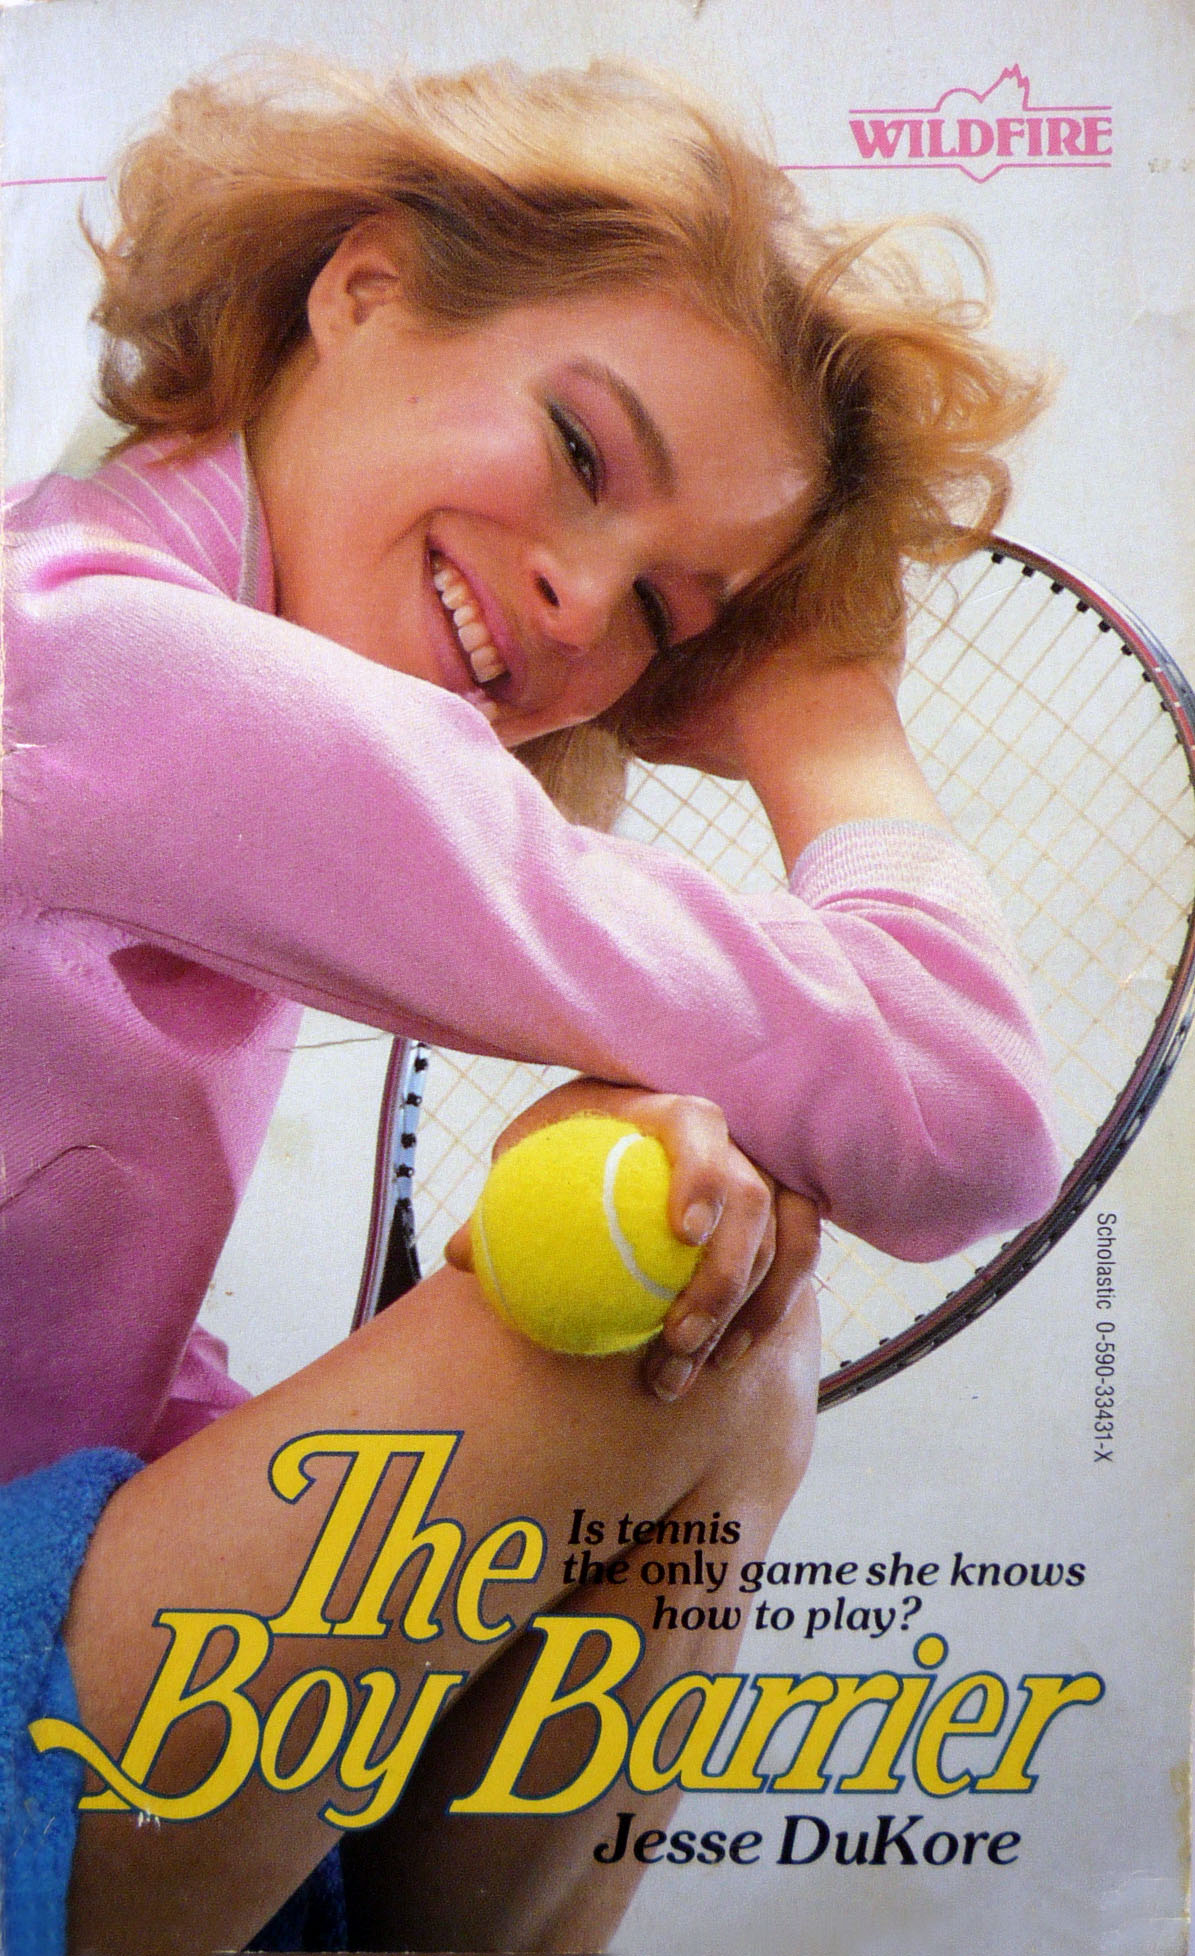 WILDFIRE
Scholastic 0-590-33431-X
The
Is tennis
the only game she knows
how to play?
Boy Barrier
Jesse DuKore